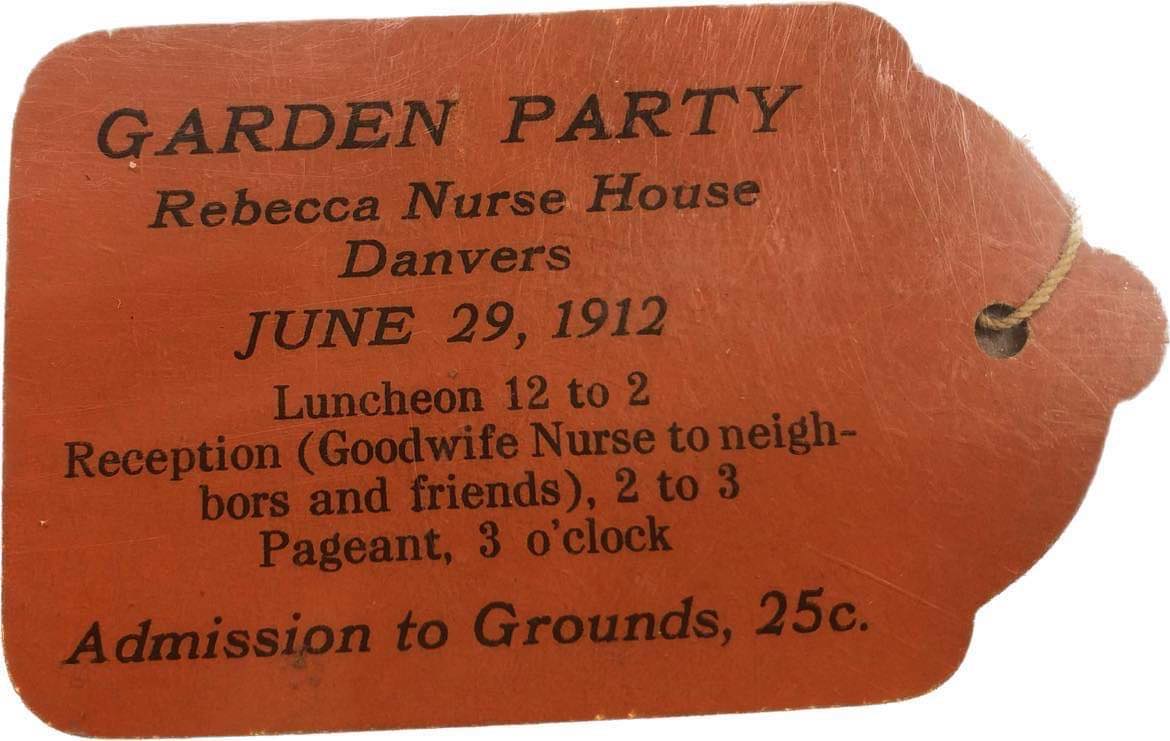 GARDEN PARTY
Rebecca Nurse House
Danvers
JUNE 29, 1912
Luncheon 12 to 2
Reception (Goodwife Nurse to neigh-
bors and friends), 2 to 3
Pageant, 3 o'clock
Admission to Grounds, 25c.